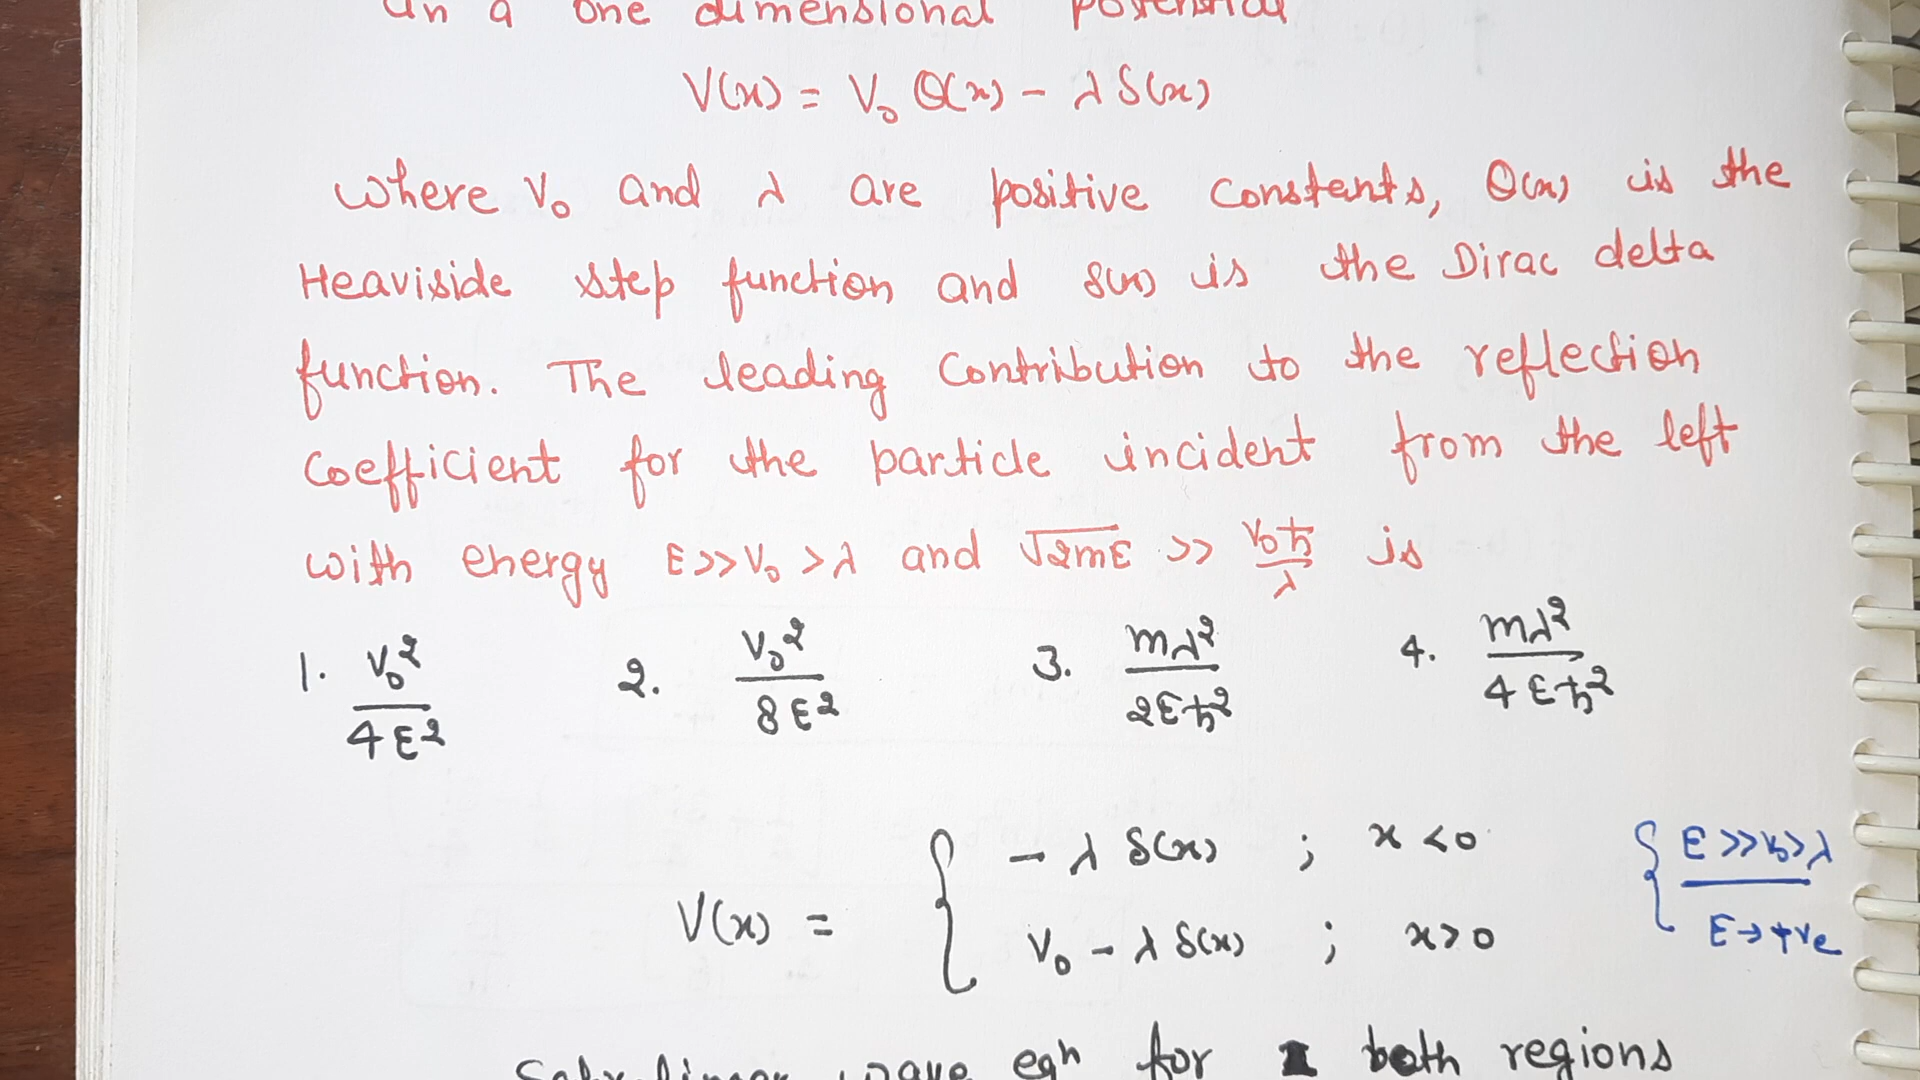 in a one dimensional potential
V(x) = V₀ θ(x) - λ δ(x)
where V₀ and λ are positive constents, θ(x) is the
Heaviside step function and δ(x) is the Dirac delta
function. The leading contribution to the reflection
coefficient for the particle incident from the left
with energy E >> V₀ > λ and √2mE >> V₀ħ/λ is
1. V₀²/4E² 2. V₀²/8E² 3. mλ²/2Eħ² 4. mλ²/4Eħ²
V(x) = { - λ δ(x) ; x < 0 { E >> V₀ > λ
V₀ - λ δ(x) ; x > 0 E → +ve
wave eqⁿ for both regions